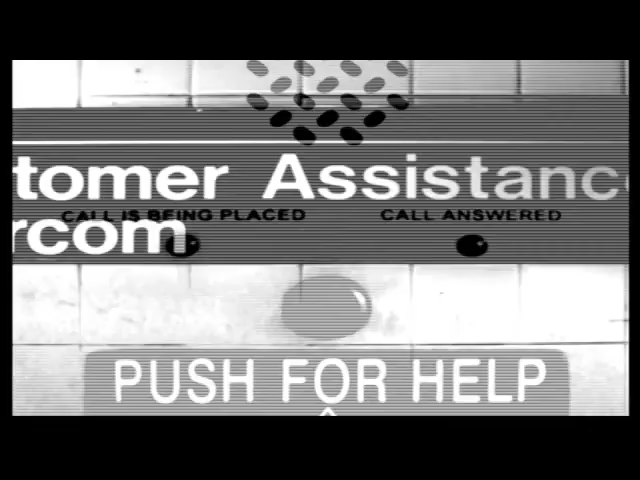 tomer Assistanc
CALL IS BEING PLACED CALL ANSWERED
rcom
PUSH FOR HELP